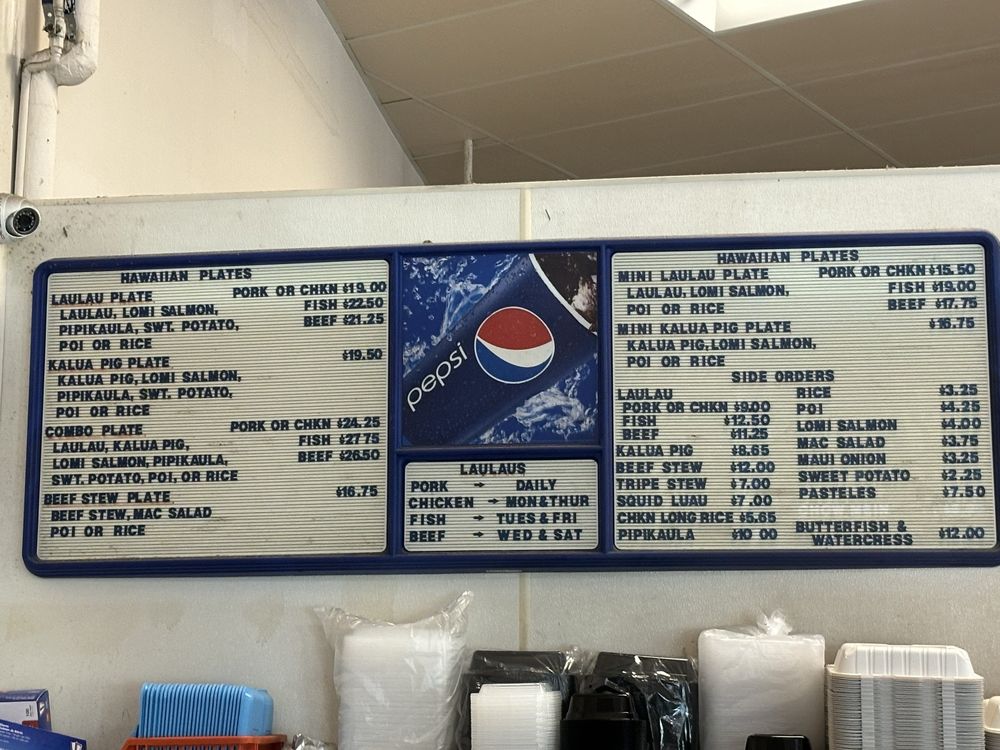 HAWAIIAN PLATES
LAULAU PLATE PORK OR CHKN $19.00
LAULAU, LOMI SALMON, FISH $22.50
PIPIKAULA, SWT. POTATO, BEEF $21.25
POI OR RICE
KALUA PIG PLATE $19.50
KALUA PIG, LOMI SALMON,
PIPIKAULA, SWT. POTATO,
POI OR RICE
COMBO PLATE PORK OR CHKN $24.25
LAULAU, KALUA PIG, FISH $27.75
LOMI SALMON, PIPIKAULA, BEEF $26.50
SWT. POTATO, POI, OR RICE
BEEF STEW PLATE $16.75
BEEF STEW, MAC SALAD
POI OR RICE
pepsi
LAULAUS
PORK → DAILY
CHICKEN → MON & THUR
FISH → TUES & FRI
BEEF → WED & SAT
HAWAIIAN PLATES
MINI LAULAU PLATE PORK OR CHKN $15.50
LAULAU, LOMI SALMON, FISH $19.00
POI OR RICE BEEF $17.75
MINI KALUA PIG PLATE $16.75
KALUA PIG, LOMI SALMON,
POI OR RICE
SIDE ORDERS
LAULAU
PORK OR CHKN $9.00
FISH $12.50
BEEF $11.25
KALUA PIG $8.65
BEEF STEW $12.00
TRIPE STEW $7.00
SQUID LUAU $7.00
CHKN LONG RICE $5.65
PIPIKAULA $10 00
RICE $3.25
POI $4.25
LOMI SALMON $4.00
MAC SALAD $3.75
MAUI ONION $3.25
SWEET POTATO $2.25
PASTELES $7.50
BUTTERFISH &
WATERCRESS $12.00